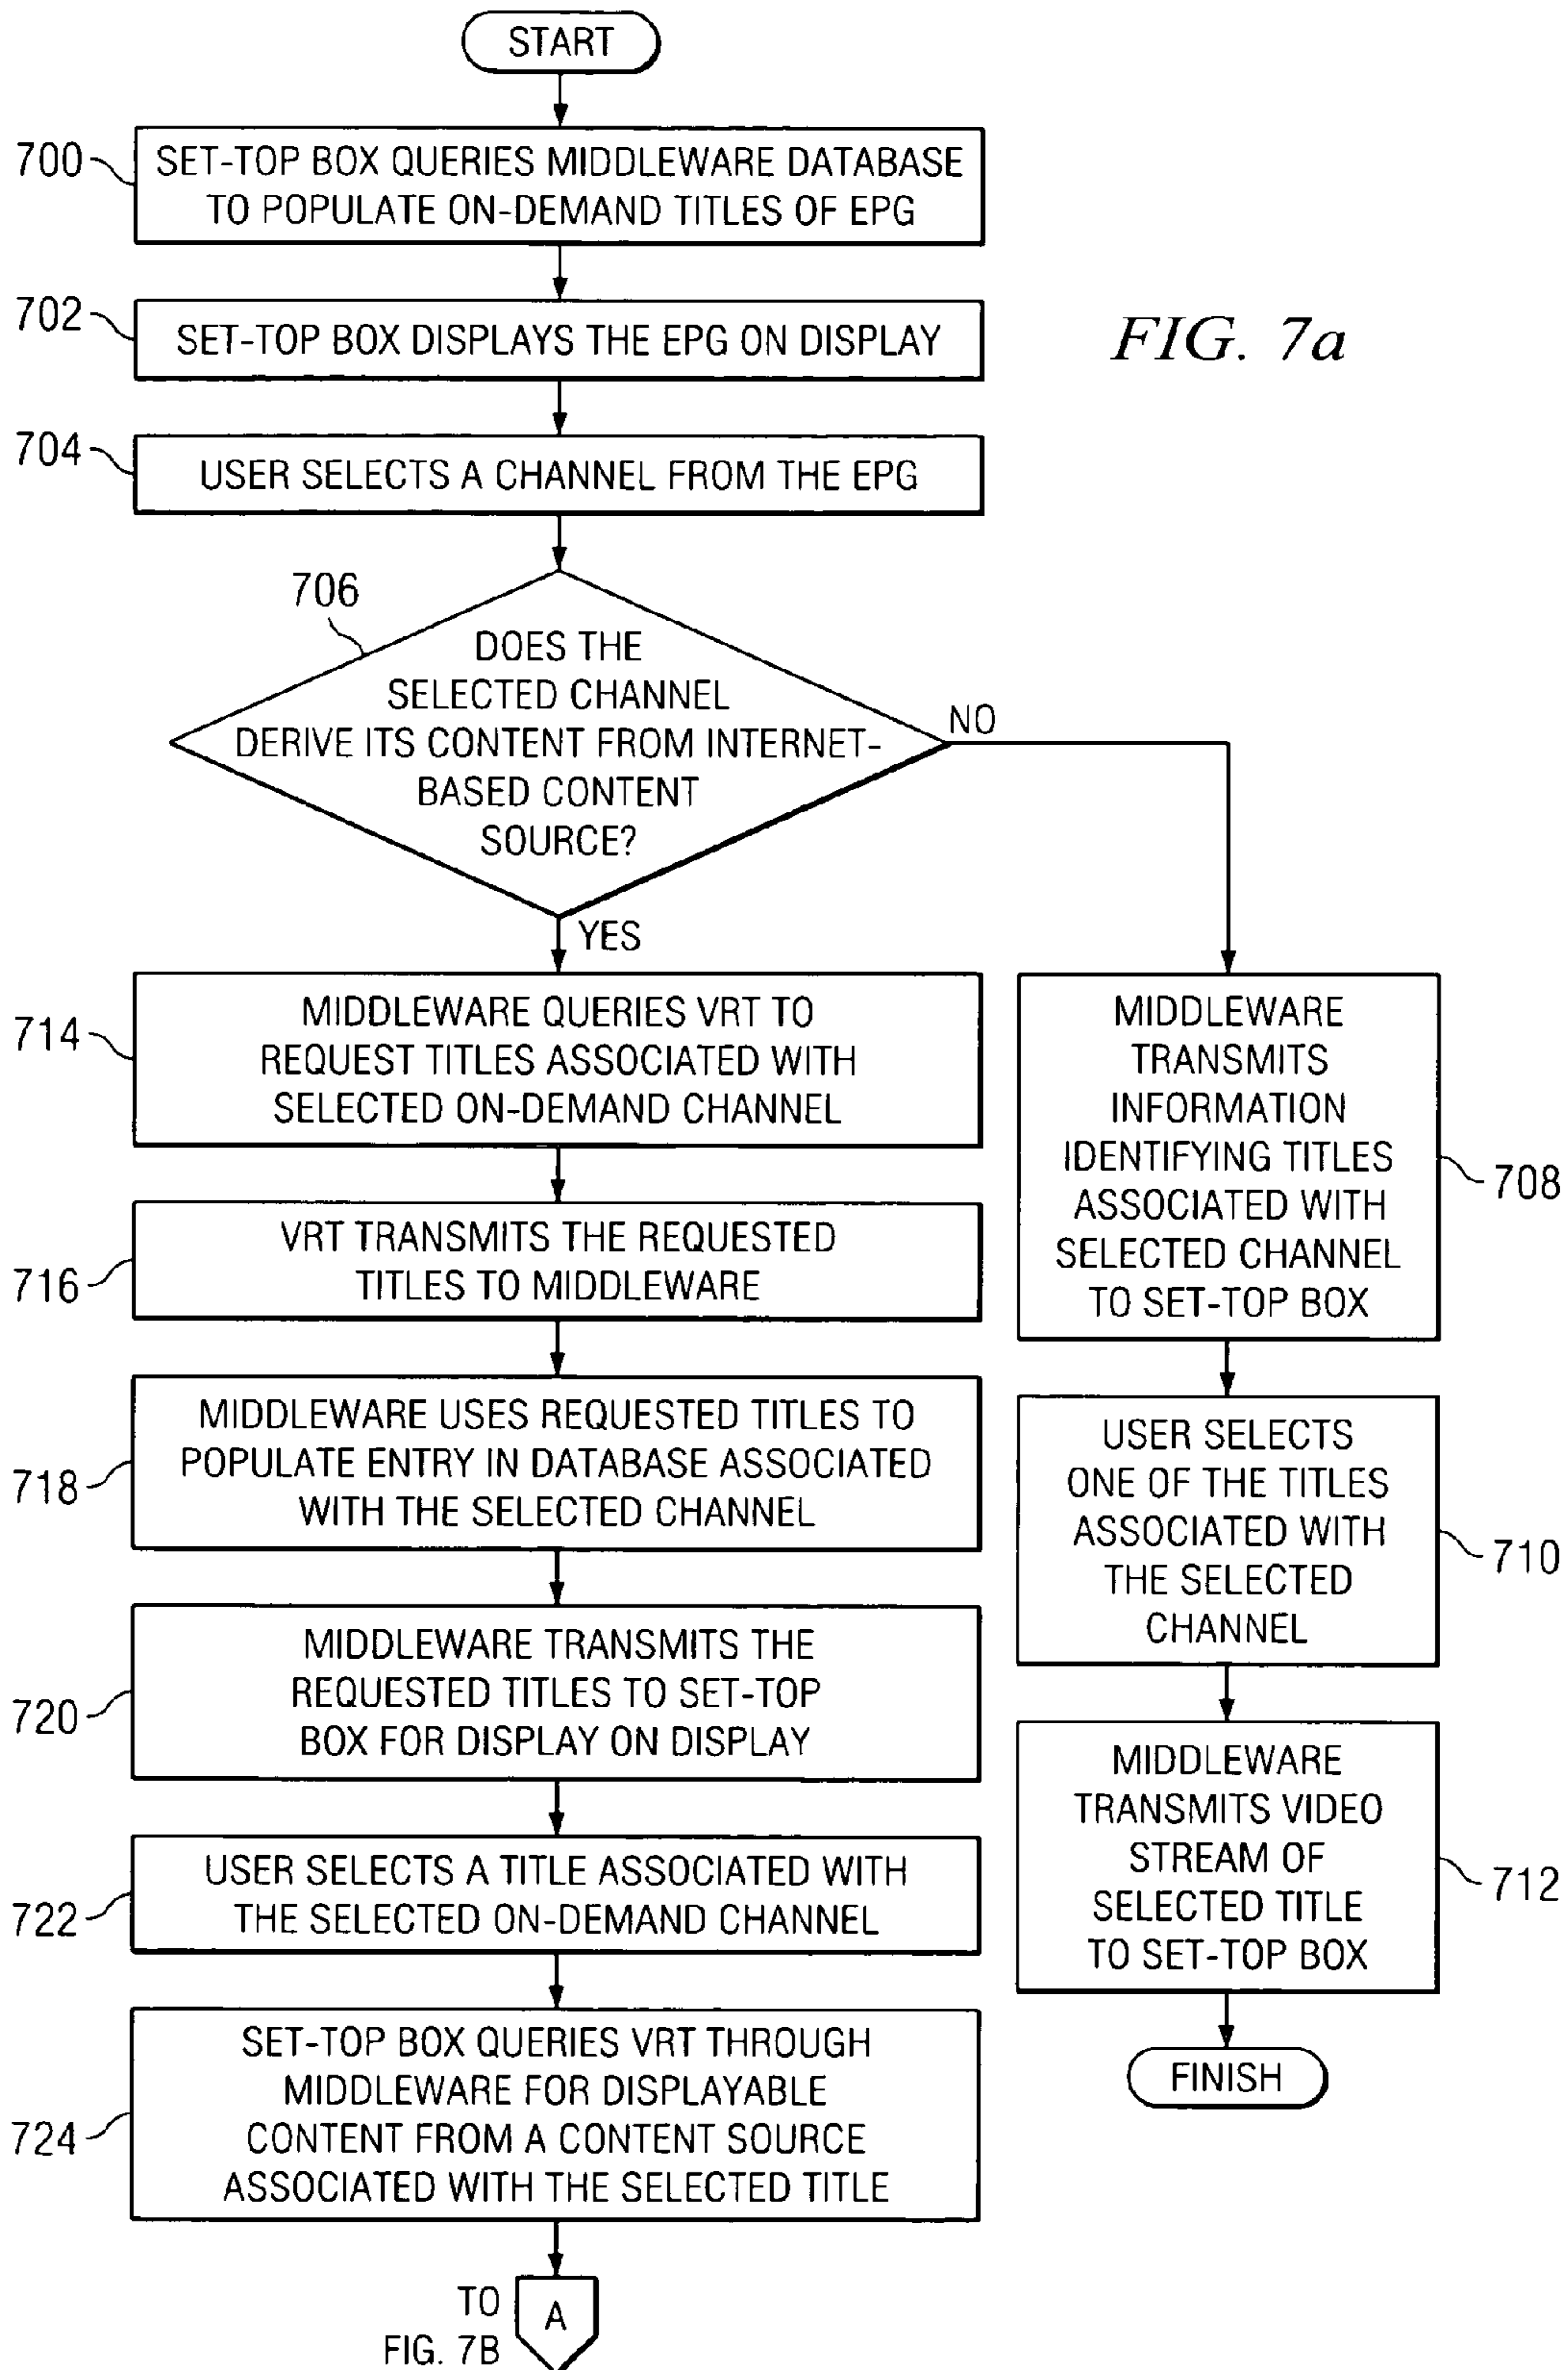 START
700
SET-TOP BOX QUERIES MIDDLEWARE DATABASE
TO POPULATE ON-DEMAND TITLES OF EPG
702
SET-TOP BOX DISPLAYS THE EPG ON DISPLAY
FIG. 7a
704
USER SELECTS A CHANNEL FROM THE EPG
706
DOES THE
SELECTED CHANNEL
DERIVE ITS CONTENT FROM INTERNET-
BASED CONTENT
SOURCE?
NO
YES
714
MIDDLEWARE QUERIES VRT TO
REQUEST TITLES ASSOCIATED WITH
SELECTED ON-DEMAND CHANNEL
716
VRT TRANSMITS THE REQUESTED
TITLES TO MIDDLEWARE
718
MIDDLEWARE USES REQUESTED TITLES TO
POPULATE ENTRY IN DATABASE ASSOCIATED
WITH THE SELECTED CHANNEL
720
MIDDLEWARE TRANSMITS THE
REQUESTED TITLES TO SET-TOP
BOX FOR DISPLAY ON DISPLAY
722
USER SELECTS A TITLE ASSOCIATED WITH
THE SELECTED ON-DEMAND CHANNEL
724
SET-TOP BOX QUERIES VRT THROUGH
MIDDLEWARE FOR DISPLAYABLE
CONTENT FROM A CONTENT SOURCE
ASSOCIATED WITH THE SELECTED TITLE
TO
FIG. 7B
A
MIDDLEWARE
TRANSMITS
INFORMATION
IDENTIFYING TITLES
ASSOCIATED WITH
SELECTED CHANNEL
TO SET-TOP BOX
708
USER SELECTS
ONE OF THE TITLES
ASSOCIATED WITH
THE SELECTED
CHANNEL
710
MIDDLEWARE
TRANSMITS VIDEO
STREAM OF
SELECTED TITLE
TO SET-TOP BOX
712
FINISH